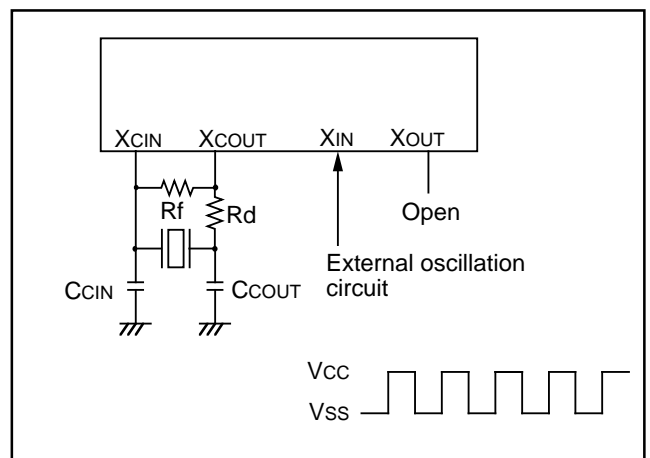 XCIN XCOUT XIN XOUT
Rf
Rd
Open
CCIN
CCOUT
External oscillation
circuit
VCC
VSS